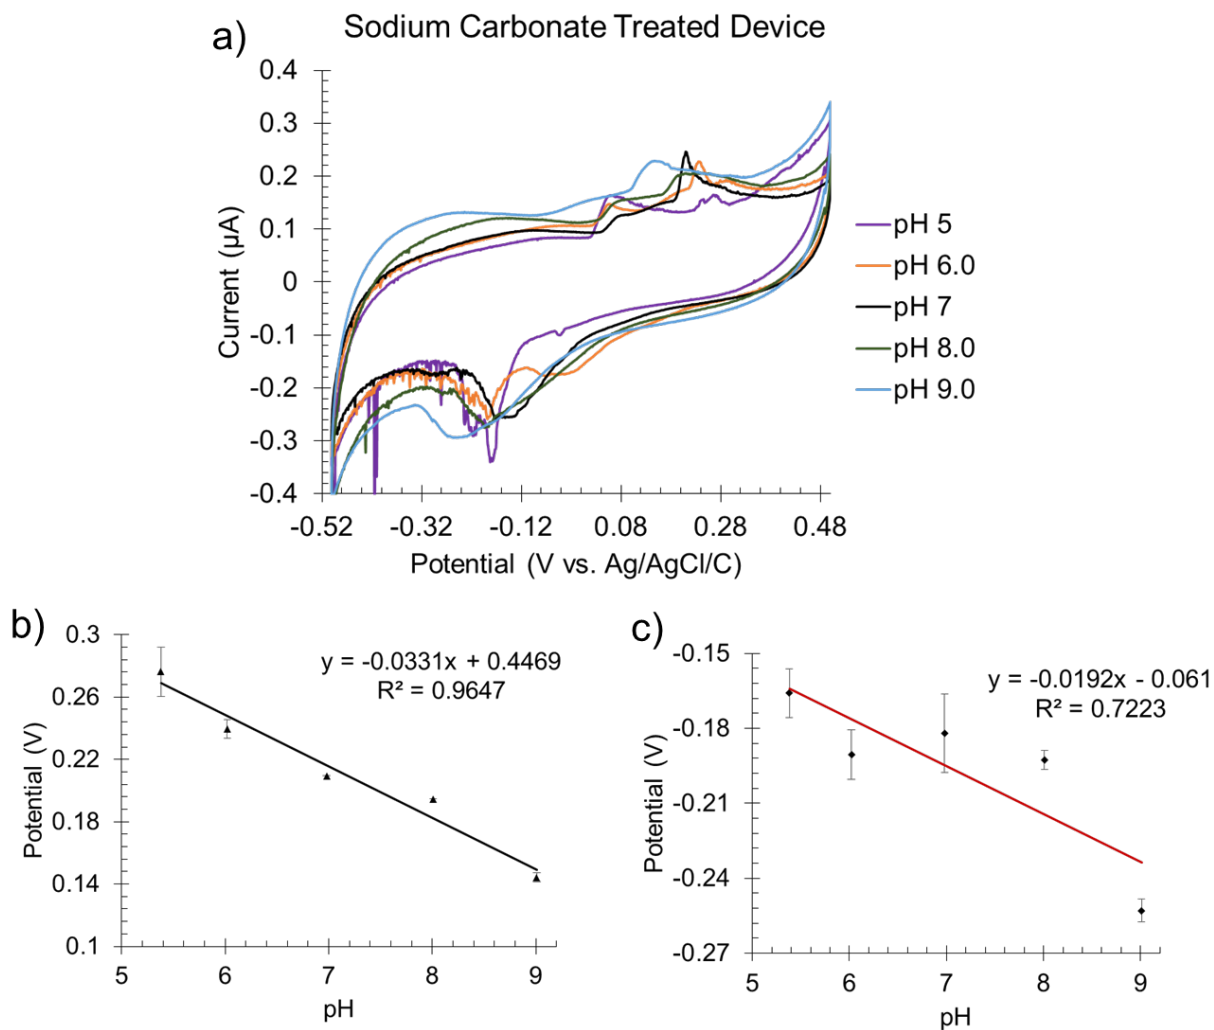 a)
Sodium Carbonate Treated Device
0.4
0.3
0.2
0.1
0
-0.1
-0.2
-0.3
-0.4
Current (µA)
-0.52 -0.32 -0.12 0.08 0.28 0.48
Potential (V vs. Ag/AgCl/C)
pH 5
pH 6.0
pH 7
pH 8.0
pH 9.0
b)
0.3
0.26
0.22
0.18
0.14
0.1
Potential (V)
y = -0.0331x + 0.4469
R² = 0.9647
5 6 7 8 9
pH
c)
-0.15
-0.18
-0.21
-0.24
-0.27
Potential (V)
y = -0.0192x - 0.061
R² = 0.7223
5 6 7 8 9
pH